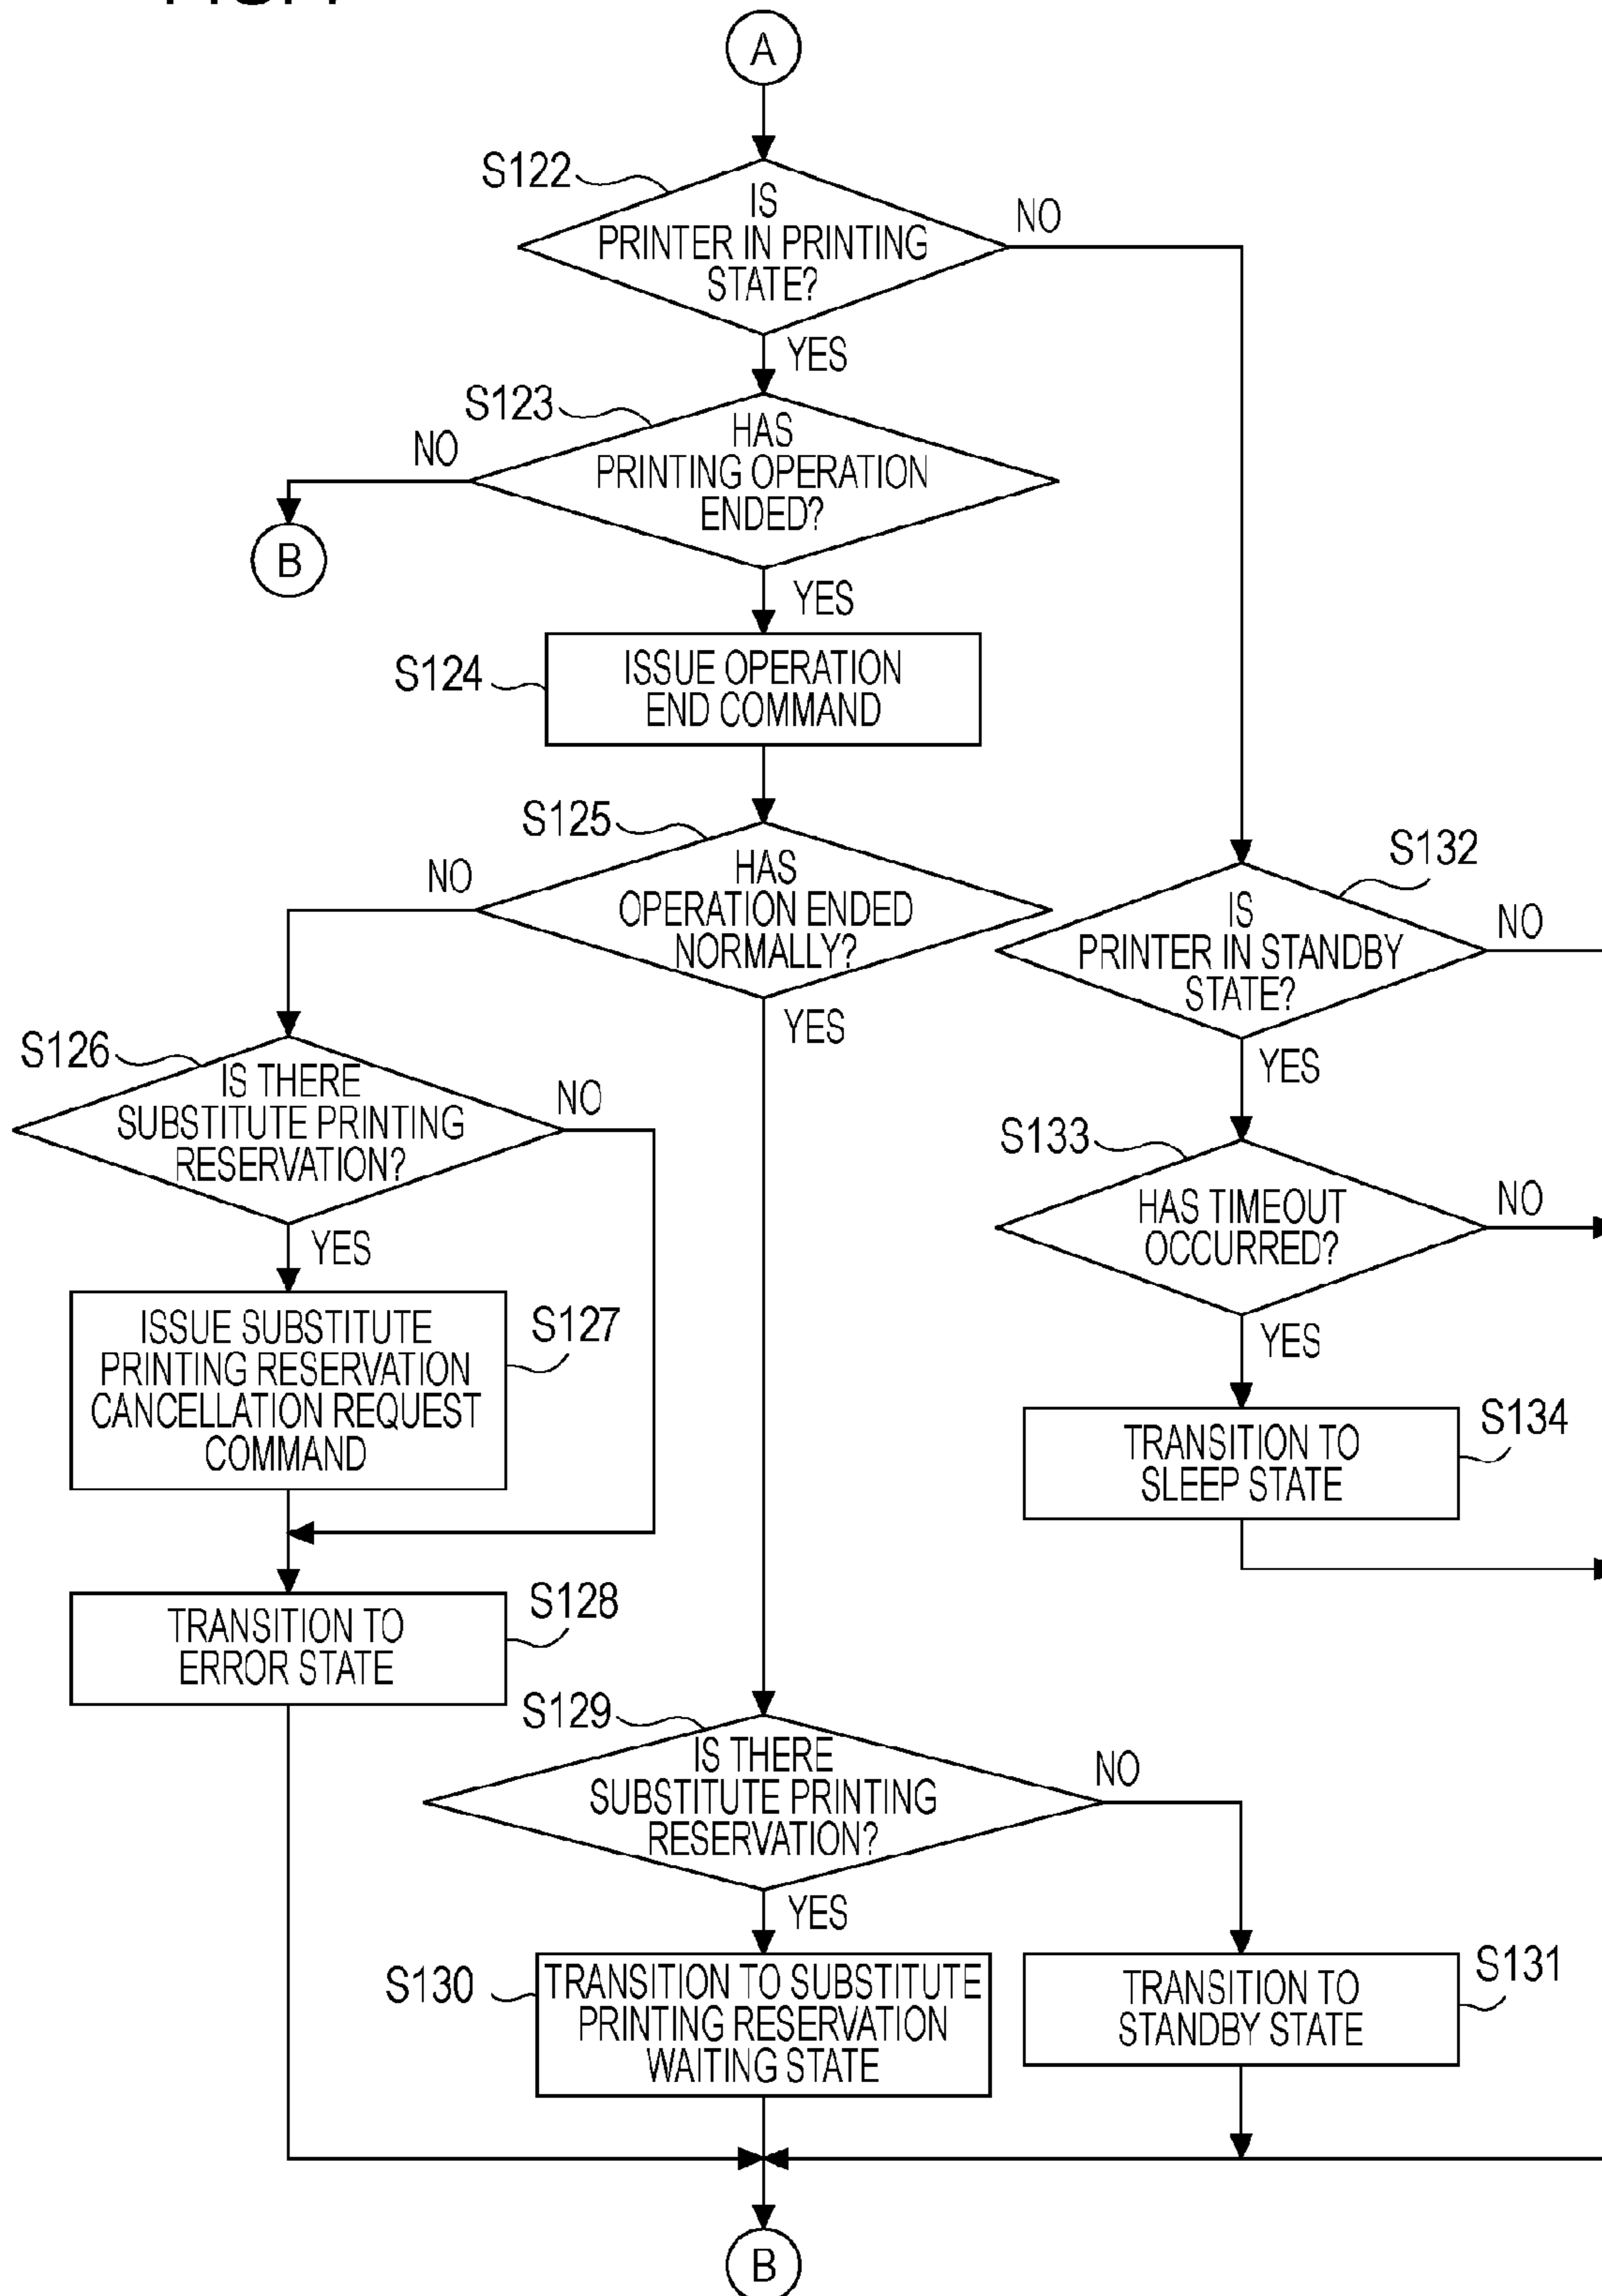 A
S122
IS
PRINTER IN PRINTING
STATE?
NO
YES
S123
HAS
PRINTING OPERATION
ENDED?
NO
B
YES
S124
ISSUE OPERATION
END COMMAND
S125
HAS
OPERATION ENDED
NORMALLY?
NO
YES
S132
IS
PRINTER IN STANDBY
STATE?
NO
YES
S126
IS THERE
SUBSTITUTE PRINTING
RESERVATION?
NO
YES
S133
HAS TIMEOUT
OCCURRED?
NO
YES
S127
ISSUE SUBSTITUTE
PRINTING RESERVATION
CANCELLATION REQUEST
COMMAND
S134
TRANSITION TO
SLEEP STATE
S128
TRANSITION TO
ERROR STATE
S129
IS THERE
SUBSTITUTE PRINTING
RESERVATION?
NO
YES
S130
TRANSITION TO SUBSTITUTE
PRINTING RESERVATION
WAITING STATE
S131
TRANSITION TO
STANDBY STATE
B